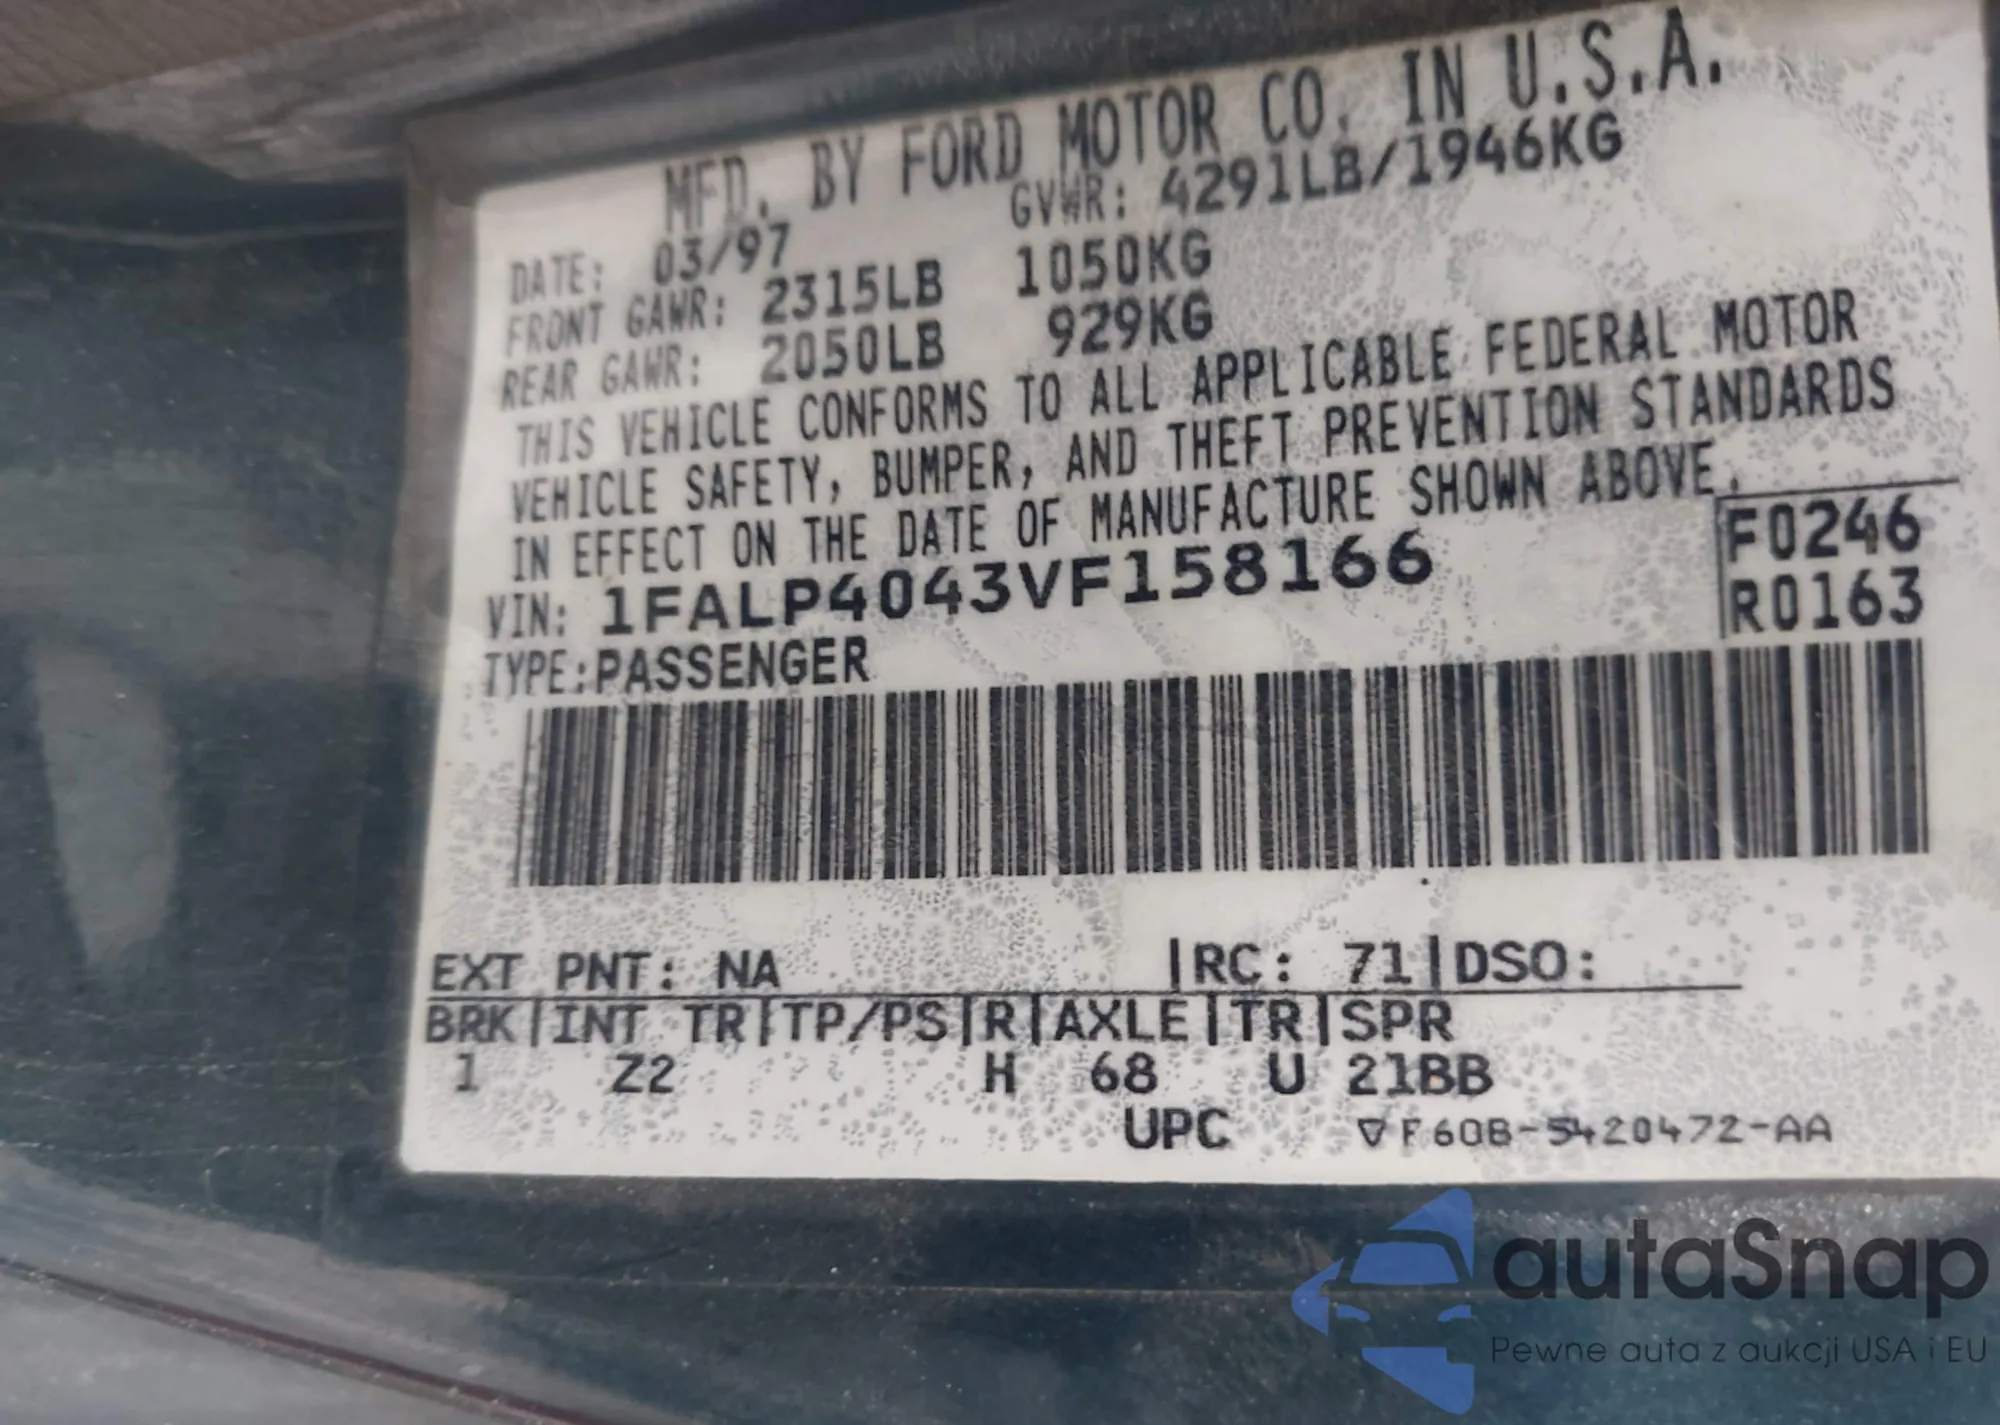 MFD. BY FORD MOTOR CO. IN U.S.A.
DATE: 03/97 GVWR: 4291LB/1946KG
FRONT GAWR: 2315LB 1050KG
REAR GAWR: 2050LB 929KG
THIS VEHICLE CONFORMS TO ALL APPLICABLE FEDERAL MOTOR
VEHICLE SAFETY, BUMPER, AND THEFT PREVENTION STANDARDS
IN EFFECT ON THE DATE OF MANUFACTURE SHOWN ABOVE.
VIN: 1FALP4043VF158166
F0246
R0163
TYPE:PASSENGER
EXT PNT: NA |RC: 71|DSO:
BRK|INT TR|TP/PS|R|AXLE|TR|SPR
1 Z2 H 68 U 21BB
UPC ▽F60B-5420472-AA
autaSnap
Pewne auta z aukcji USA i EU